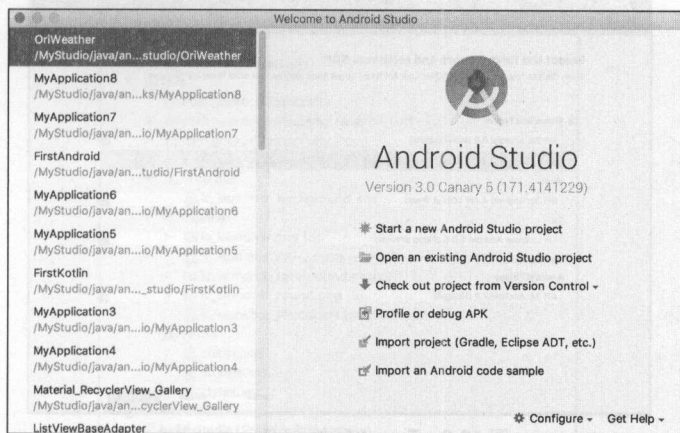 Welcome to Android Studio
OriWeather
/MyStudio/java/an...studio/OriWeather
MyApplication8
/MyStudio/java/an...ks/MyApplication8
MyApplication7
/MyStudio/java/an...io/MyApplication7
FirstAndroid
/MyStudio/java/an...tudio/FirstAndroid
MyApplication6
/MyStudio/java/an...io/MyApplication6
MyApplication5
/MyStudio/java/an...io/MyApplication5
FirstKotlin
/MyStudio/java/an..._studio/FirstKotlin
MyApplication3
/MyStudio/java/an...io/MyApplication3
MyApplication4
/MyStudio/java/an...io/MyApplication4
Material_RecyclerView_Gallery
/MyStudio/java/an...cyclerView_Gallery
ListViewBaseAdapter
Android Studio
Version 3.0 Canary 5 (171.4141229)
Start a new Android Studio project
Open an existing Android Studio project
Check out project from Version Control
Profile or debug APK
Import project (Gradle, Eclipse ADT, etc.)
Import an Android code sample
Configure
Get Help